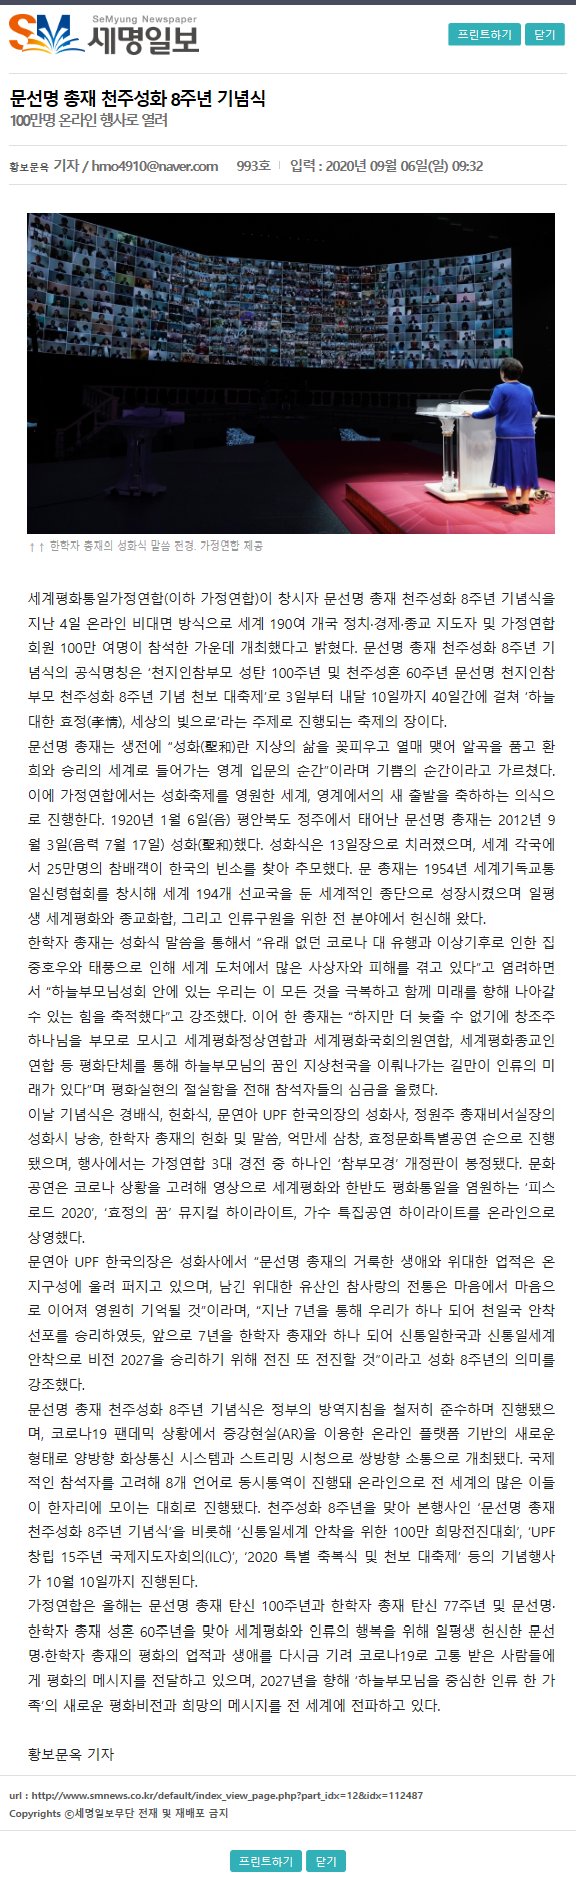 SM SeMyung Newspaper
세명일보
프린트하기 닫기
문선명 총재 천주성화 8주년 기념식
100만명 온라인 행사로 열려
황보문옥 기자 / hmo4910@naver.com 993호 입력 : 2020년 09월 06일(일) 09:32
↑↑ 한학자 총재의 성화식 말씀 전경. 가정연합 제공
세계평화통일가정연합(이하 가정연합)이 창시자 문선명 총재 천주성화 8주년 기념식을
지난 4일 온라인 비대면 방식으로 세계 190여 개국 정치·경제·종교 지도자 및 가정연합
회원 100만 여명이 참석한 가운데 개최했다고 밝혔다. 문선명 총재 천주성화 8주년 기
념식의 공식명칭은 '천지인참부모 성탄 100주년 및 천주성혼 60주년 문선명 천지인참
부모 천주성화 8주년 기념 천보 대축제'로 3일부터 내달 10일까지 40일간에 걸쳐 '하늘
대한 효정(孝情), 세상의 빛으로'라는 주제로 진행되는 축제의 장이다.
문선명 총재는 생전에 "성화(聖和)란 지상의 삶을 꽃피우고 열매 맺어 알곡을 품고 환
희와 승리의 세계로 들어가는 영계 입문의 순간"이라며 기쁨의 순간이라고 가르쳤다.
이에 가정연합에서는 성화축제를 영원한 세계, 영계에서의 새 출발을 축하하는 의식으
로 진행한다. 1920년 1월 6일(음) 평안북도 정주에서 태어난 문선명 총재는 2012년 9
월 3일(음력 7월 17일) 성화(聖和)했다. 성화식은 13일장으로 치러졌으며, 세계 각국에
서 25만명의 참배객이 한국의 빈소를 찾아 추모했다. 문 총재는 1954년 세계기독교통
일신령협회를 창시해 세계 194개 선교국을 둔 세계적인 종단으로 성장시켰으며 일평
생 세계평화와 종교화합, 그리고 인류구원을 위한 전 분야에서 헌신해 왔다.
한학자 총재는 성화식 말씀을 통해서 "유래 없던 코로나 대 유행과 이상기후로 인한 집
중호우와 태풍으로 인해 세계 도처에서 많은 사상자와 피해를 겪고 있다"고 염려하면
서 "하늘부모님성회 안에 있는 우리는 이 모든 것을 극복하고 함께 미래를 향해 나아갈
수 있는 힘을 축적했다"고 강조했다. 이어 한 총재는 "하지만 더 늦출 수 없기에 창조주
하나님을 부모로 모시고 세계평화정상연합과 세계평화국회의원연합, 세계평화종교인
연합 등 평화단체를 통해 하늘부모님의 꿈인 지상천국을 이뤄나가는 길만이 인류의 미
래가 있다"며 평화실현의 절실함을 전해 참석자들의 심금을 울렸다.
이날 기념식은 경배식, 헌화식, 문연아 UPF 한국의장의 성화사, 정원주 총재비서실장의
성화시 낭송, 한학자 총재의 헌화 및 말씀, 억만세 삼창, 효정문화특별공연 순으로 진행
됐으며, 행사에서는 가정연합 3대 경전 중 하나인 '참부모경' 개정판이 봉정됐다. 문화
공연은 코로나 상황을 고려해 영상으로 세계평화와 한반도 평화통일을 염원하는 '피스
로드 2020', '효정의 꿈' 뮤지컬 하이라이트, 가수 특집공연 하이라이트를 온라인으로
상영했다.
문연아 UPF 한국의장은 성화사에서 "문선명 총재의 거룩한 생애와 위대한 업적은 온
지구성에 울려 퍼지고 있으며, 남긴 위대한 유산인 참사랑의 전통은 마음에서 마음으
로 이어져 영원히 기억될 것"이라며, "지난 7년을 통해 우리가 하나 되어 천일국 안착
선포를 승리하였듯, 앞으로 7년을 한학자 총재와 하나 되어 신통일한국과 신통일세계
안착으로 비전 2027을 승리하기 위해 전진 또 전진할 것"이라고 성화 8주년의 의미를
강조했다.
문선명 총재 천주성화 8주년 기념식은 정부의 방역지침을 철저히 준수하며 진행됐으
며, 코로나19 팬데믹 상황에서 증강현실(AR)을 이용한 온라인 플랫폼 기반의 새로운
형태로 양방향 화상통신 시스템과 스트리밍 시청으로 쌍방향 소통으로 개최됐다. 국제
적인 참석자를 고려해 8개 언어로 동시통역이 진행돼 온라인으로 전 세계의 많은 이들
이 한자리에 모이는 대회로 진행됐다. 천주성화 8주년을 맞아 본행사인 '문선명 총재
천주성화 8주년 기념식'을 비롯해 '신통일세계 안착을 위한 100만 희망전진대회', 'UPF
창립 15주년 국제지도자회의(ILC)', '2020 특별 축복식 및 천보 대축제' 등의 기념행사
가 10월 10일까지 진행된다.
가정연합은 올해는 문선명 총재 탄신 100주년과 한학자 총재 탄신 77주년 및 문선명·
한학자 총재 성혼 60주년을 맞아 세계평화와 인류의 행복을 위해 일평생 헌신한 문선
명·한학자 총재의 평화의 업적과 생애를 다시금 기려 코로나19로 고통 받은 사람들에
게 평화의 메시지를 전달하고 있으며, 2027년을 향해 '하늘부모님을 중심한 인류 한 가
족'의 새로운 평화비전과 희망의 메시지를 전 세계에 전파하고 있다.
황보문옥 기자
url : http://www.smnews.co.kr/default/index_view_page.php?part_idx=12&idx=112487
Copyrights ⓒ세명일보무단 전재 및 재배포 금지
프린트하기 닫기